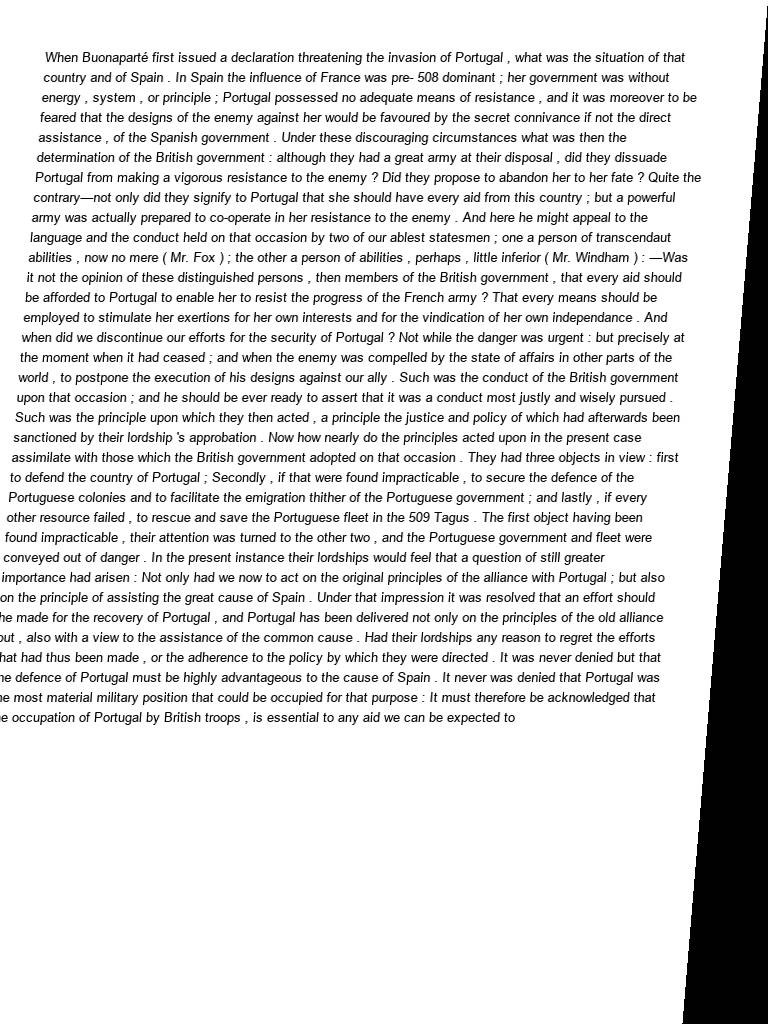 When Buonaparté first issued a declaration threatening the invasion of Portugal , what was the situation of that
country and of Spain . In Spain the influence of France was pre- 508 dominant ; her government was without
energy , system , or principle ; Portugal possessed no adequate means of resistance , and it was moreover to be
feared that the designs of the enemy against her would be favoured by the secret connivance if not the direct
assistance , of the Spanish government . Under these discouraging circumstances what was then the
determination of the British government : although they had a great army at their disposal , did they dissuade
Portugal from making a vigorous resistance to the enemy ? Did they propose to abandon her to her fate ? Quite the
contrary—not only did they signify to Portugal that she should have every aid from this country ; but a powerful
army was actually prepared to co-operate in her resistance to the enemy . And here he might appeal to the
language and the conduct held on that occasion by two of our ablest statesmen ; one a person of transcendaut
abilities , now no mere ( Mr. Fox ) ; the other a person of abilities , perhaps , little inferior ( Mr. Windham ) : —Was
it not the opinion of these distinguished persons , then members of the British government , that every aid should
be afforded to Portugal to enable her to resist the progress of the French army ? That every means should be
employed to stimulate her exertions for her own interests and for the vindication of her own independance . And
when did we discontinue our efforts for the security of Portugal ? Not while the danger was urgent : but precisely at
the moment when it had ceased ; and when the enemy was compelled by the state of affairs in other parts of the
world , to postpone the execution of his designs against our ally . Such was the conduct of the British government
upon that occasion ; and he should be ever ready to assert that it was a conduct most justly and wisely pursued .
Such was the principle upon which they then acted , a principle the justice and policy of which had afterwards been
sanctioned by their lordship 's approbation . Now how nearly do the principles acted upon in the present case
assimilate with those which the British government adopted on that occasion . They had three objects in view : first
to defend the country of Portugal ; Secondly , if that were found impracticable , to secure the defence of the
Portuguese colonies and to facilitate the emigration thither of the Portuguese government ; and lastly , if every
other resource failed , to rescue and save the Portuguese fleet in the 509 Tagus . The first object having been
found impracticable , their attention was turned to the other two , and the Portuguese government and fleet were
conveyed out of danger . In the present instance their lordships would feel that a question of still greater
importance had arisen : Not only had we now to act on the original principles of the alliance with Portugal ; but also
on the principle of assisting the great cause of Spain . Under that impression it was resolved that an effort should
he made for the recovery of Portugal , and Portugal has been delivered not only on the principles of the old alliance
out , also with a view to the assistance of the common cause . Had their lordships any reason to regret the efforts
hat had thus been made , or the adherence to the policy by which they were directed . It was never denied but that
he defence of Portugal must be highly advantageous to the cause of Spain . It never was denied that Portugal was
he most material military position that could be occupied for that purpose : It must therefore be acknowledged that
e occupation of Portugal by British troops , is essential to any aid we can be expected to